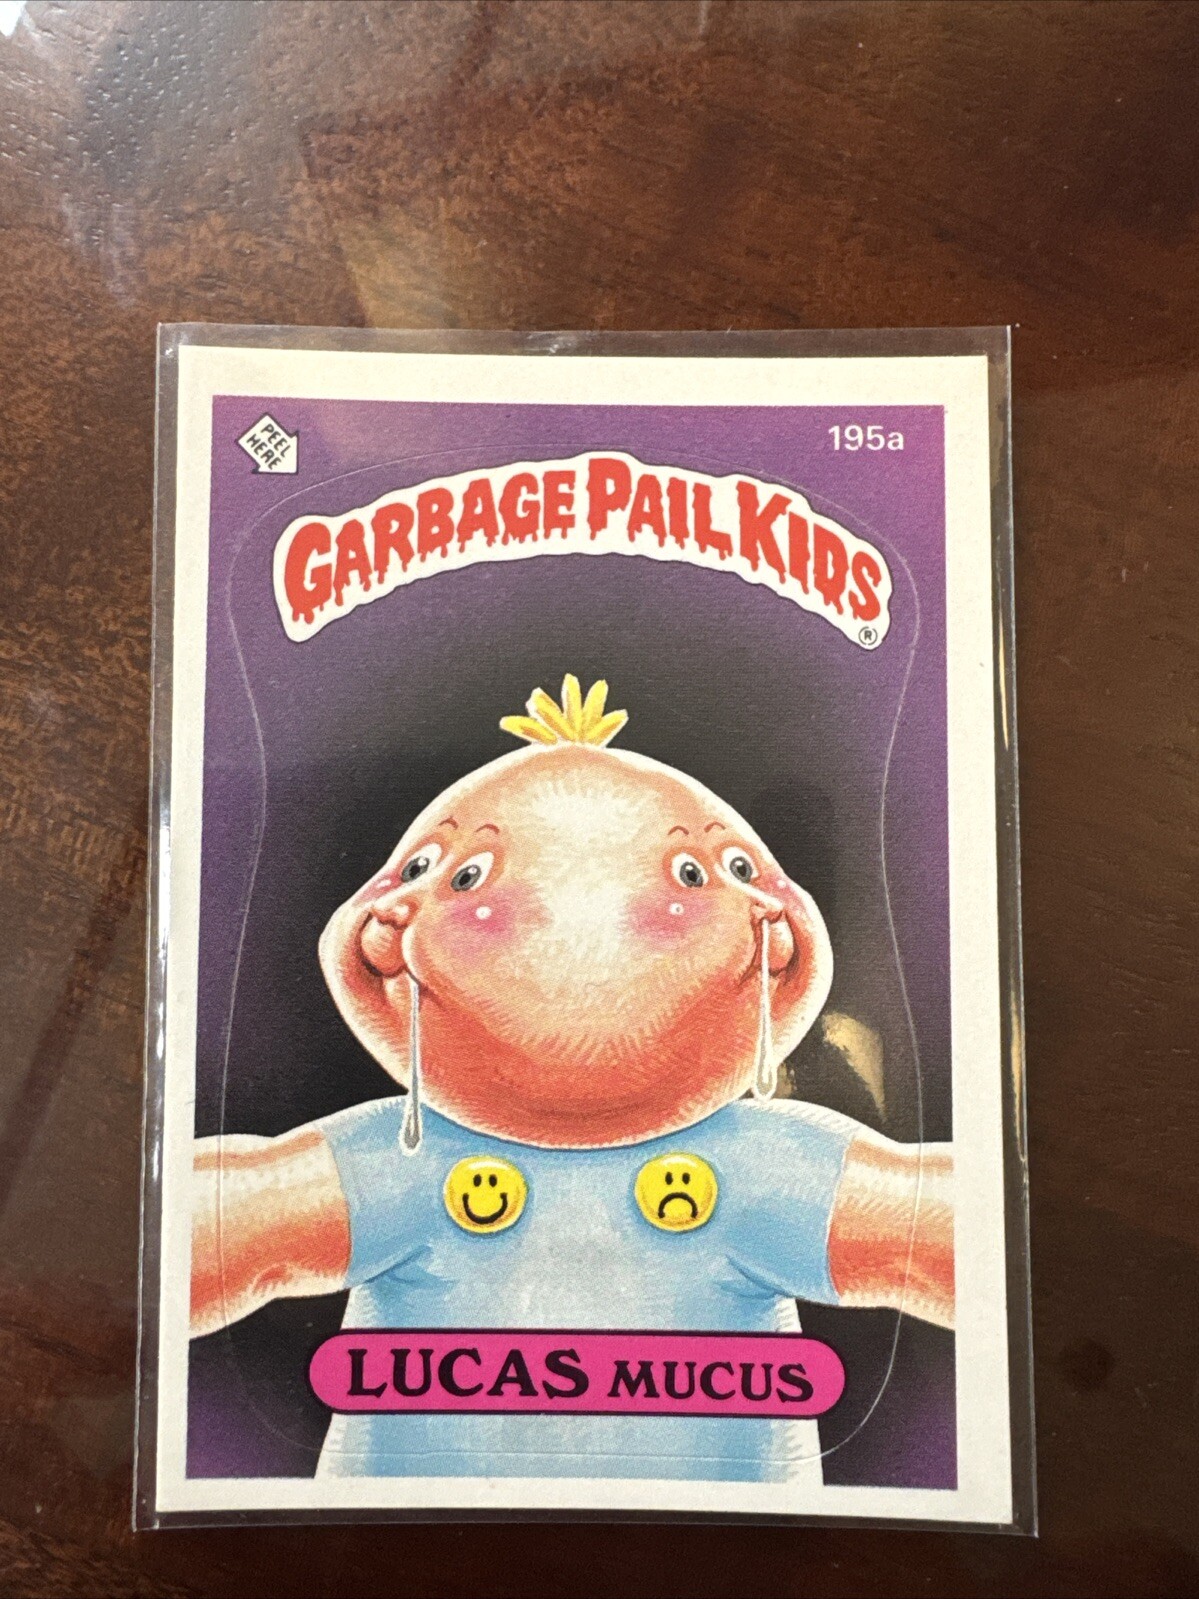 PEEL
HERE
195a
GARBAGE PAIL KIDS
®
LUCAS MUCUS